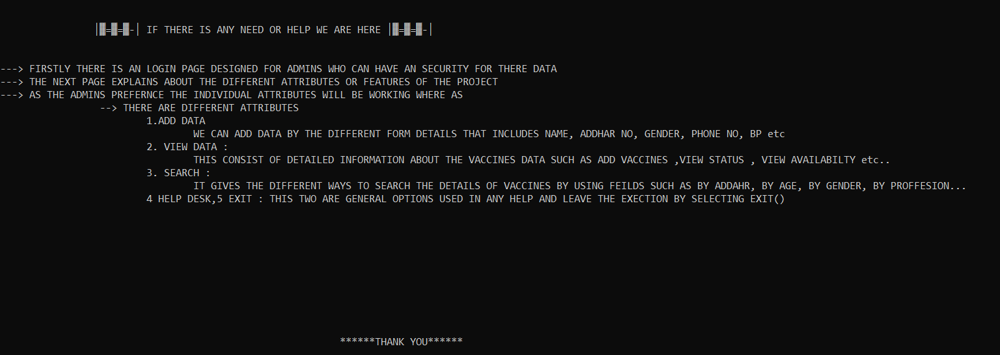 |▓=▓=▓-| IF THERE IS ANY NEED OR HELP WE ARE HERE |▓=▓=▓-|
---> FIRSTLY THERE IS AN LOGIN PAGE DESIGNED FOR ADMINS WHO CAN HAVE AN SECURITY FOR THERE DATA
---> THE NEXT PAGE EXPLAINS ABOUT THE DIFFERENT ATTRIBUTES OR FEATURES OF THE PROJECT
---> AS THE ADMINS PREFERNCE THE INDIVIDUAL ATTRIBUTES WILL BE WORKING WHERE AS
--> THERE ARE DIFFERENT ATTRIBUTES
1.ADD DATA
WE CAN ADD DATA BY THE DIFFERENT FORM DETAILS THAT INCLUDES NAME, ADDHAR NO, GENDER, PHONE NO, BP etc
2. VIEW DATA :
THIS CONSIST OF DETAILED INFORMATION ABOUT THE VACCINES DATA SUCH AS ADD VACCINES ,VIEW STATUS , VIEW AVAILABILTY etc..
3. SEARCH :
IT GIVES THE DIFFERENT WAYS TO SEARCH THE DETAILS OF VACCINES BY USING FEILDS SUCH AS BY ADDAHR, BY AGE, BY GENDER, BY PROFFESION...
4 HELP DESK,5 EXIT : THIS TWO ARE GENERAL OPTIONS USED IN ANY HELP AND LEAVE THE EXECTION BY SELECTING EXIT()
******THANK YOU******